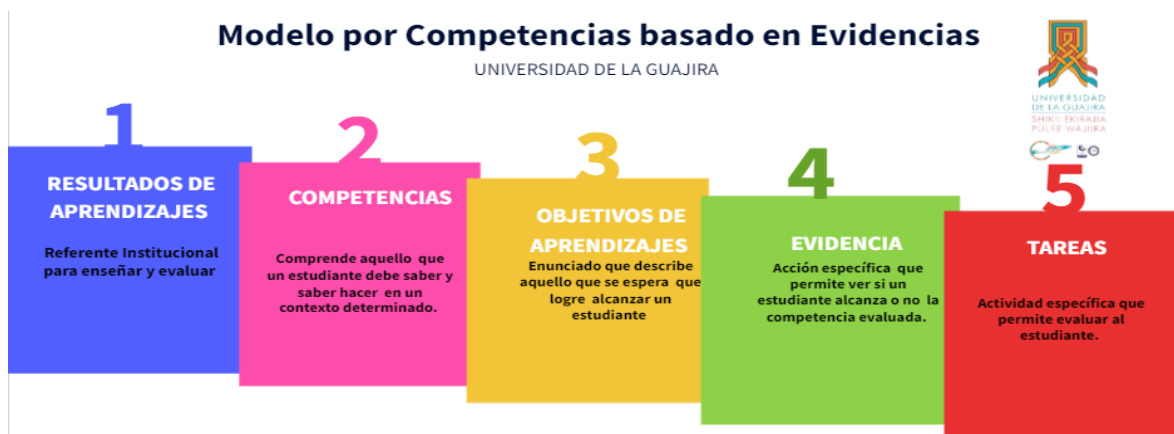 Modelo por Competencias basado en Evidencias
UNIVERSIDAD DE LA GUAJIRA
UNIVERSIDAD
DE LA GUAJIRA
SHIKII EKIRAJIA
PÜLEE WAJIIRA
1
RESULTADOS DE
APRENDIZAJES
Referente Institucional
para enseñar y evaluar
2
COMPETENCIAS
Comprende aquello que
un estudiante debe saber y
saber hacer en un
contexto determinado.
3
OBJETIVOS DE
APRENDIZAJES
Enunciado que describe
aquello que se espera que
logre alcanzar un
estudiante
4
EVIDENCIA
Acción específica que
permite ver si un
estudiante alcanza o no la
competencia evaluada.
5
TAREAS
Actividad específica que
permite evaluar al
estudiante.